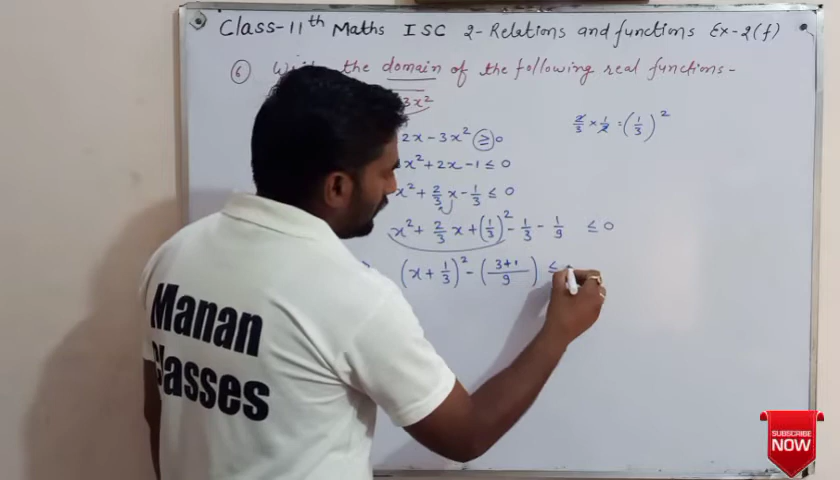 Class-11th Maths ISC 2-Relations and functions Ex-2(f)
⑥ the domain of the following real functions-
3x²
2x-3x² ≥ 0
2/3 × 1/2 = (1/3)²
x²+2x-1 ≤ 0
x² + 2/3 x - 1/3 ≤ 0
x² + 2/3 x + (1/3)² - 1/3 - 1/9 ≤ 0
(x + 1/3)² - (3+1/9) ≤
Manan
Classes
SUBSCRIBE
NOW